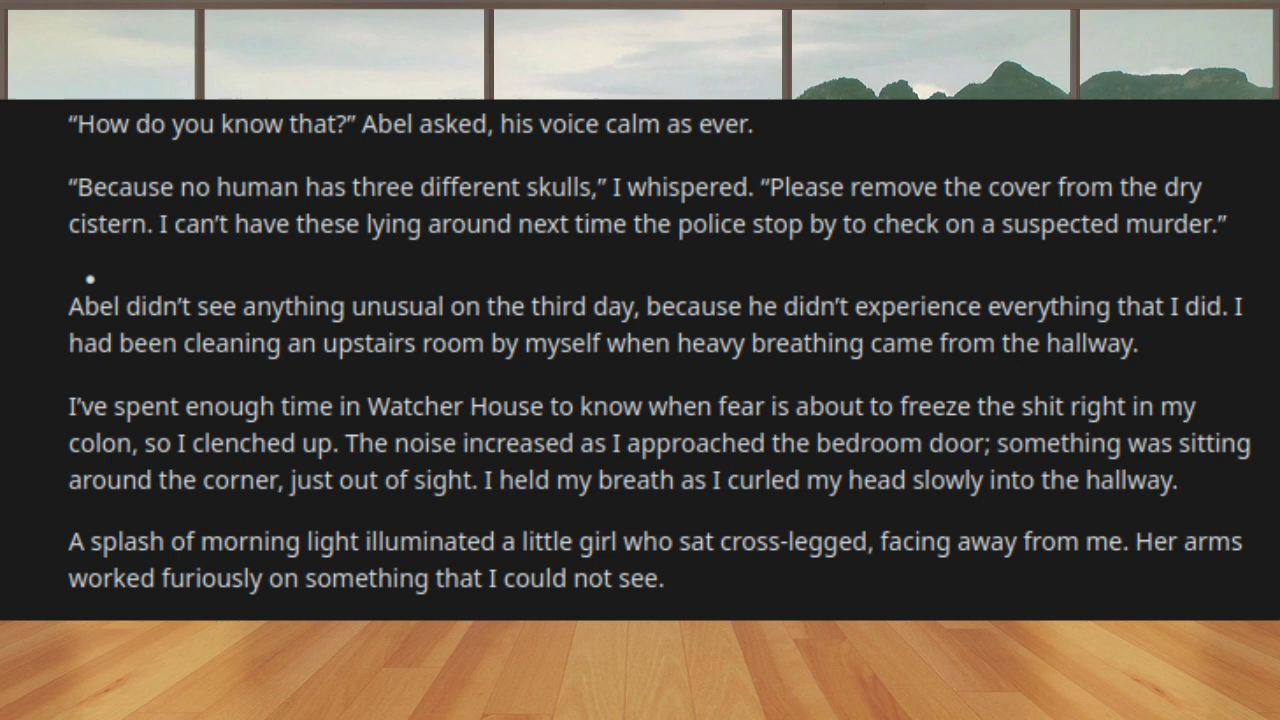 “How do you know that?” Abel asked, his voice calm as ever.
“Because no human has three different skulls,” I whispered. “Please remove the cover from the dry
cistern. I can’t have these lying around next time the police stop by to check on a suspected murder.”
•
Abel didn’t see anything unusual on the third day, because he didn’t experience everything that I did. I
had been cleaning an upstairs room by myself when heavy breathing came from the hallway.
I’ve spent enough time in Watcher House to know when fear is about to freeze the shit right in my
colon, so I clenched up. The noise increased as I approached the bedroom door; something was sitting
around the corner, just out of sight. I held my breath as I curled my head slowly into the hallway.
A splash of morning light illuminated a little girl who sat cross-legged, facing away from me. Her arms
worked furiously on something that I could not see.